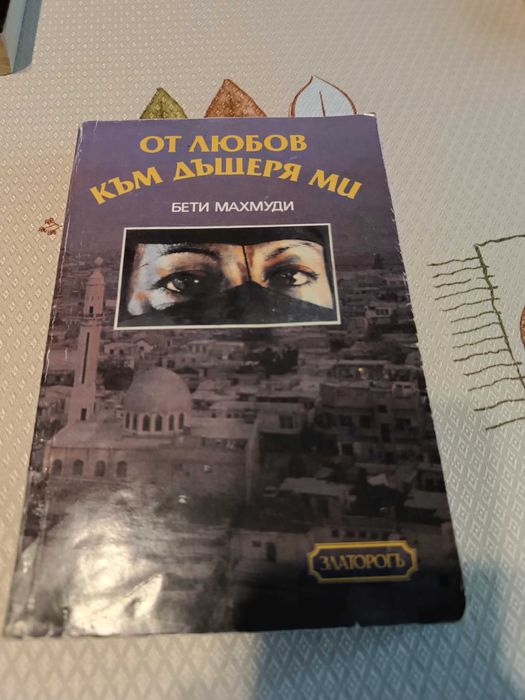 ОТ ЛЮБОВ
КЪМ ДЪЩЕРЯ МИ
БЕТИ МАХМУДИ
ЗЛАТОРОГЪ